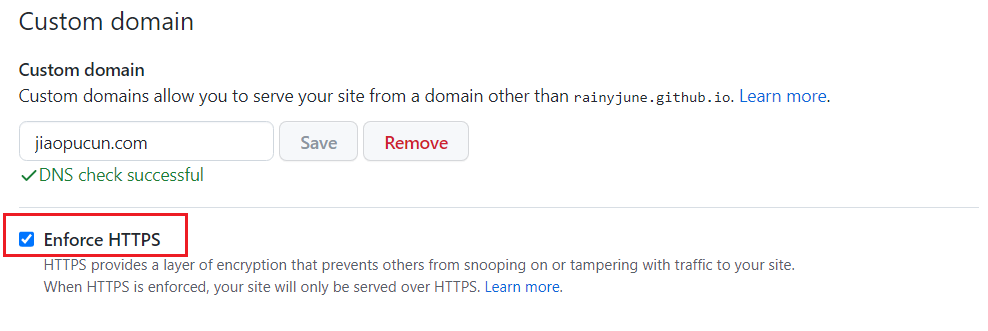 Custom domain
Custom domain
Custom domains allow you to serve your site from a domain other than rainyjune.github.io. Learn more.
jiaopucun.com Save Remove
DNS check successful
Enforce HTTPS
HTTPS provides a layer of encryption that prevents others from snooping on or tampering with traffic to your site.
When HTTPS is enforced, your site will only be served over HTTPS. Learn more.